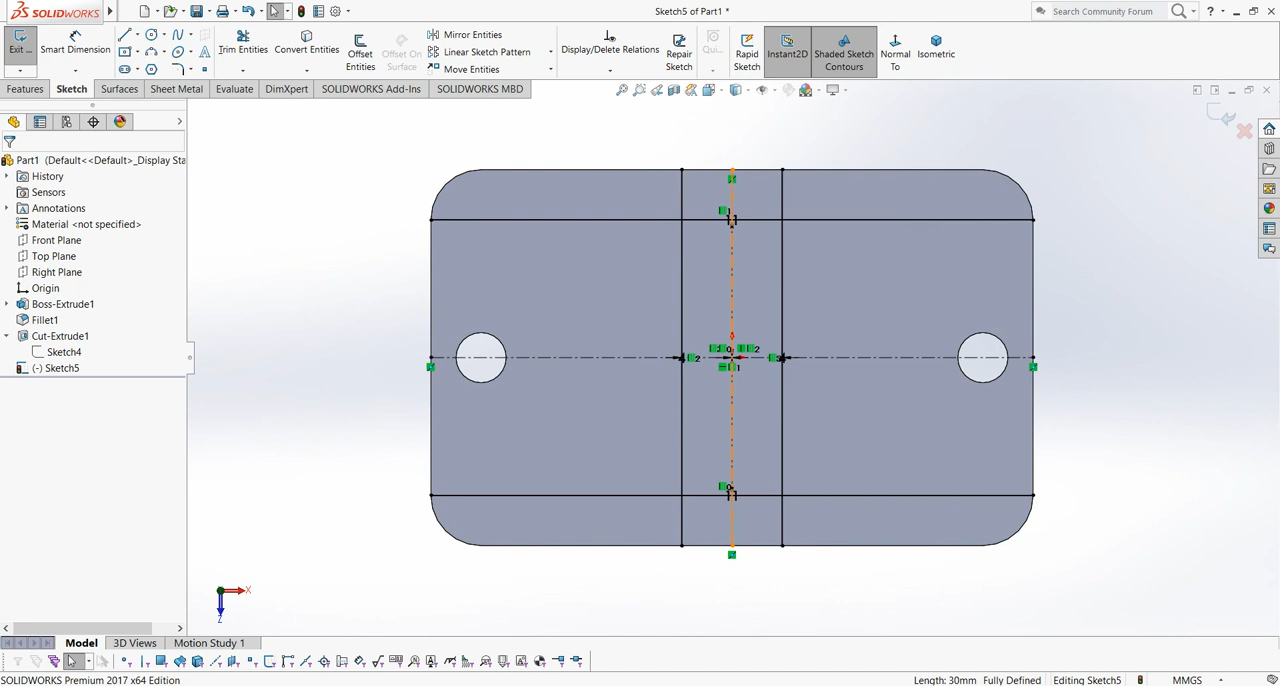 SOLIDWORKS
Sketch5 of Part1 *
Search Community Forum
?
Exit ...
Smart Dimension
Trim Entities
Convert Entities
Offset Entities
Offset On Surface
Mirror Entities
Linear Sketch Pattern
Move Entities
Display/Delete Relations
Repair Sketch
Qui...
Rapid Sketch
Instant2D
Shaded Sketch Contours
Normal To
Isometric
Features
Sketch
Surfaces
Sheet Metal
Evaluate
DimXpert
SOLIDWORKS Add-Ins
SOLIDWORKS MBD
Part1 (Default<<Default>_Display Sta
History
Sensors
Annotations
Material <not specified>
Front Plane
Top Plane
Right Plane
Origin
Boss-Extrude1
Fillet1
Cut-Extrude1
Sketch4
(-) Sketch5
X
Z
Model
3D Views
Motion Study 1
SOLIDWORKS Premium 2017 x64 Edition
Length: 30mm
Fully Defined
Editing Sketch5
MMGS